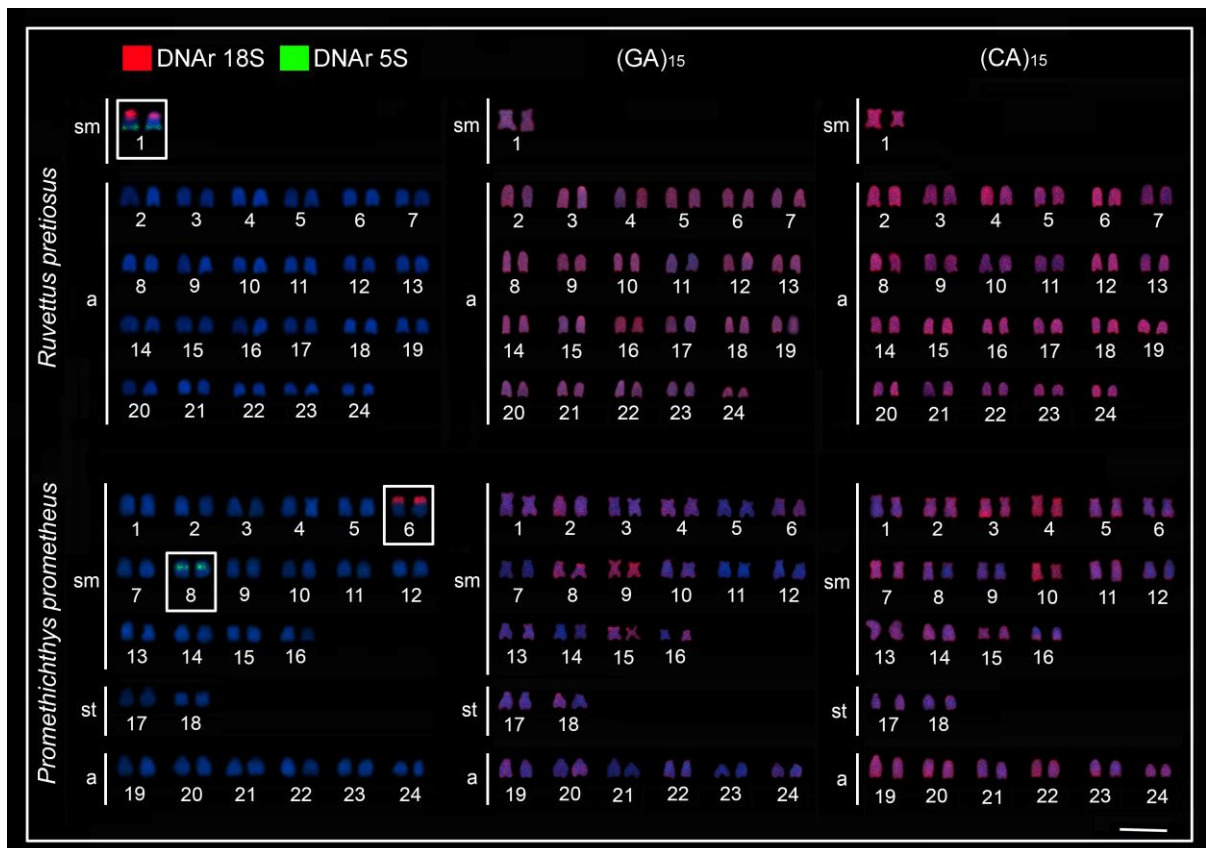 DNAr 18S DNAr 5S (GA)15 (CA)15
Ruvettus pretiosus
sm 1 sm 1 sm 1
2 3 4 5 6 7 2 3 4 5 6 7 2 3 4 5 6 7
8 9 10 11 12 13 8 9 10 11 12 13 8 9 10 11 12 13
a a a
14 15 16 17 18 19 14 15 16 17 18 19 14 15 16 17 18 19
20 21 22 23 24 20 21 22 23 24 20 21 22 23 24
Promethichthys prometheus
1 2 3 4 5 6 1 2 3 4 5 6 1 2 3 4 5 6
sm sm sm
7 8 9 10 11 12 7 8 9 10 11 12 7 8 9 10 11 12
13 14 15 16 13 14 15 16 13 14 15 16
st 17 18 st 17 18 st 17 18
a 19 20 21 22 23 24 a 19 20 21 22 23 24 a 19 20 21 22 23 24